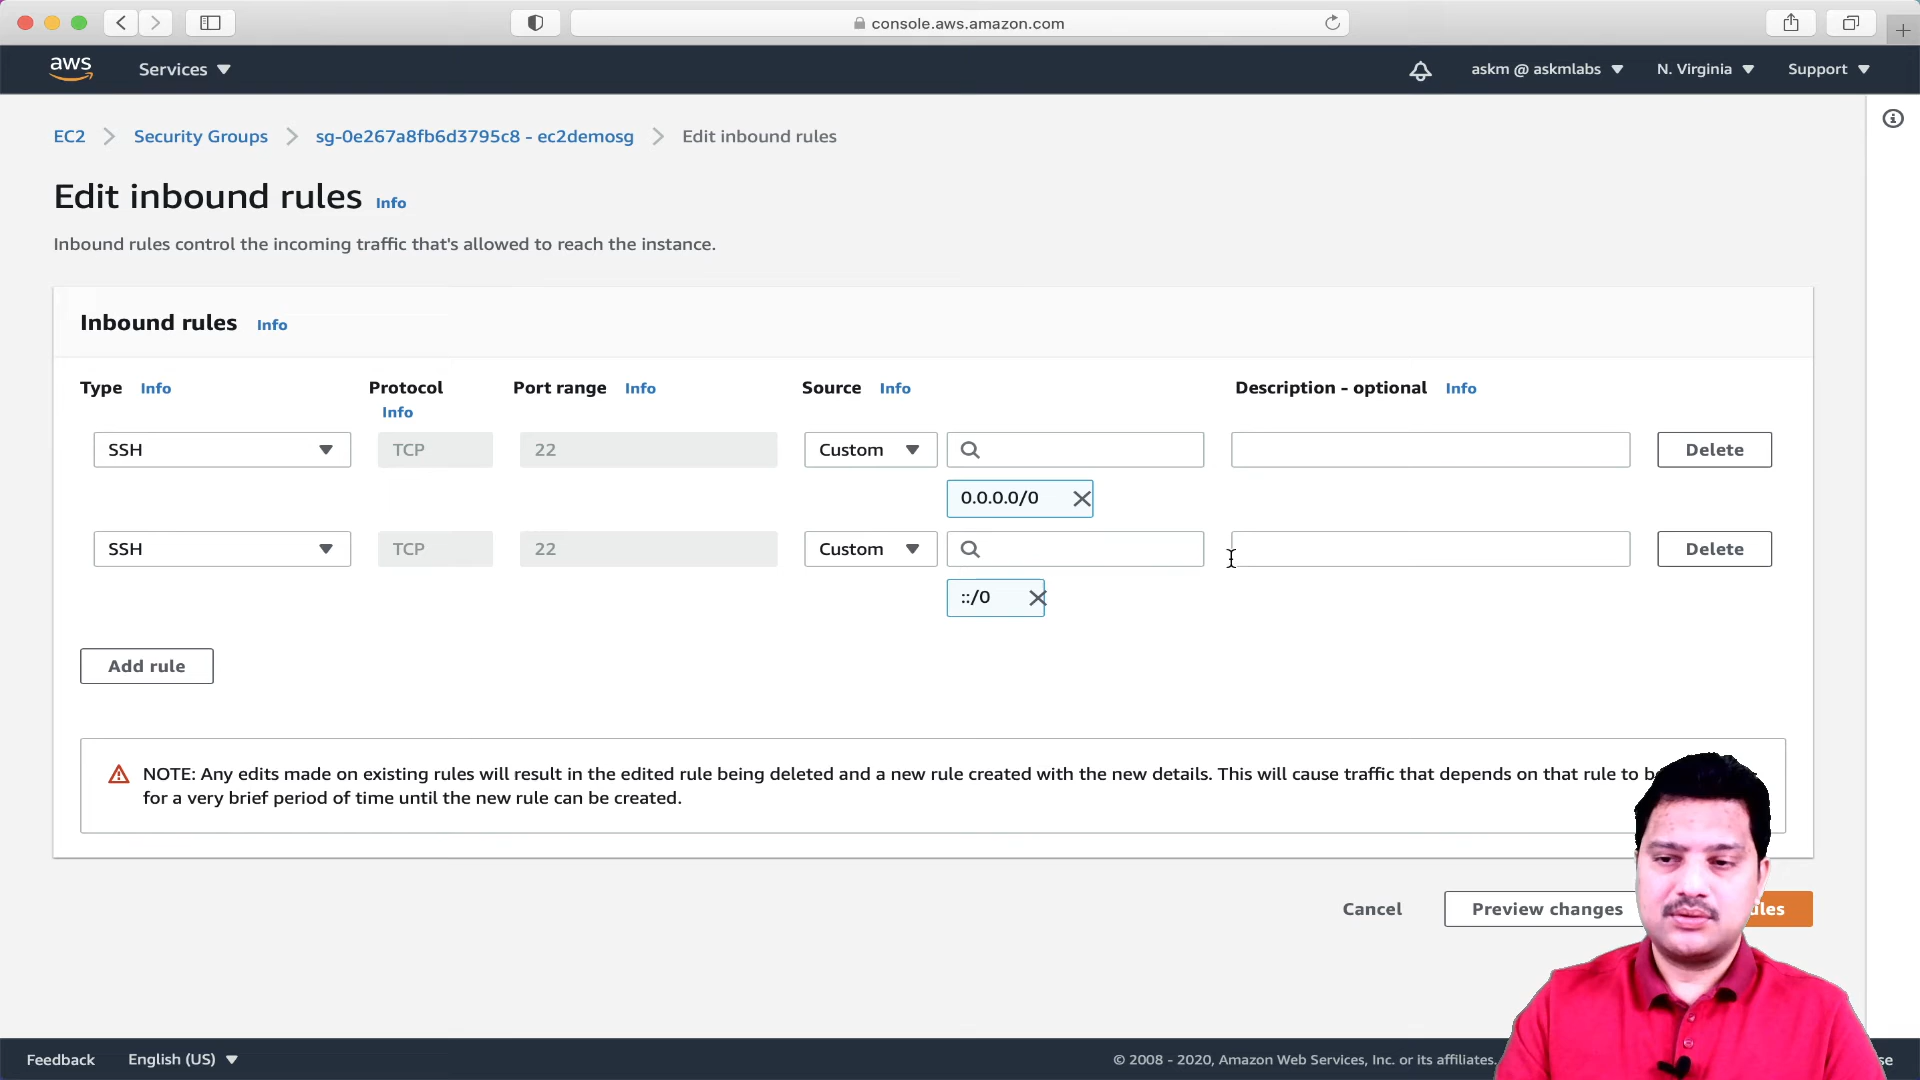 console.aws.amazon.com
aws Services askm @ askmlabs N. Virginia Support
EC2 Security Groups sg-0e267a8fb6d3795c8 - ec2demosg Edit inbound rules
Edit inbound rules Info
Inbound rules control the incoming traffic that's allowed to reach the instance.
Inbound rules Info
Type Info Protocol Info Port range Info Source Info Description - optional Info
SSH TCP 22 Custom Delete
0.0.0.0/0
SSH TCP 22 Custom Delete
::/0
Add rule
NOTE: Any edits made on existing rules will result in the edited rule being deleted and a new rule created with the new details. This will cause traffic that depends on that rule to
for a very brief period of time until the new rule can be created.
Cancel Preview changes
Feedback English (US) © 2008 - 2020, Amazon Web Services, Inc. or its affiliates.